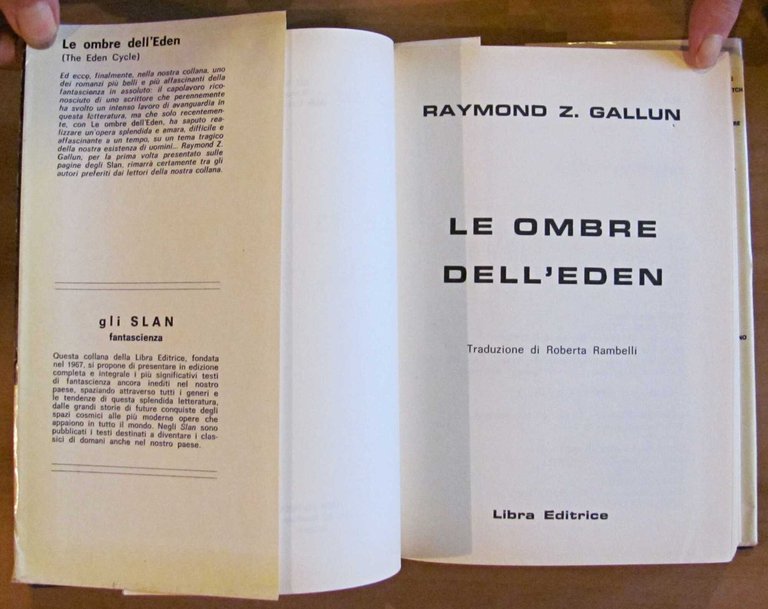 Le ombre dell'Eden
(The Eden Cycle)
Ed ecco, finalmente, nella nostra collana, uno
dei romanzi più belli e più affascinanti della
fantascienza in assoluto: il capolavoro rico-
nosciuto di uno scrittore che perennemente
ha svolto un intenso lavoro di avanguardia in
questa letteratura, ma che solo recentemen-
te, con Le ombre dell'Eden, ha saputo rea-
lizzare un'opera splendida e amara, difficile e
affascinante a un tempo, su un tema tragico
della nostra esistenza di uomini... Raymond Z.
Gallun, per la prima volta presentato sulle
pagine degli Slan, rimarrà certamente tra gli
autori preferiti dai lettori della nostra collana.
gli SLAN
fantascienza
Questa collana della Libra Editrice, fondata
nel 1967, si propone di presentare in edizione
completa e integrale i più significativi testi
di fantascienza ancora inediti nel nostro
paese, spaziando attraverso tutti i generi e
le tendenze di questa splendida letteratura,
dalle grandi storie di future conquiste degli
spazi cosmici alle più moderne opere che
appaiono in tutto il mondo. Negli Slan sono
pubblicati i testi destinati a diventare i clas-
sici di domani anche nel nostro paese.
RAYMOND Z. GALLUN
LE OMBRE
DELL'EDEN
Traduzione di Roberta Rambelli
Libra Editrice